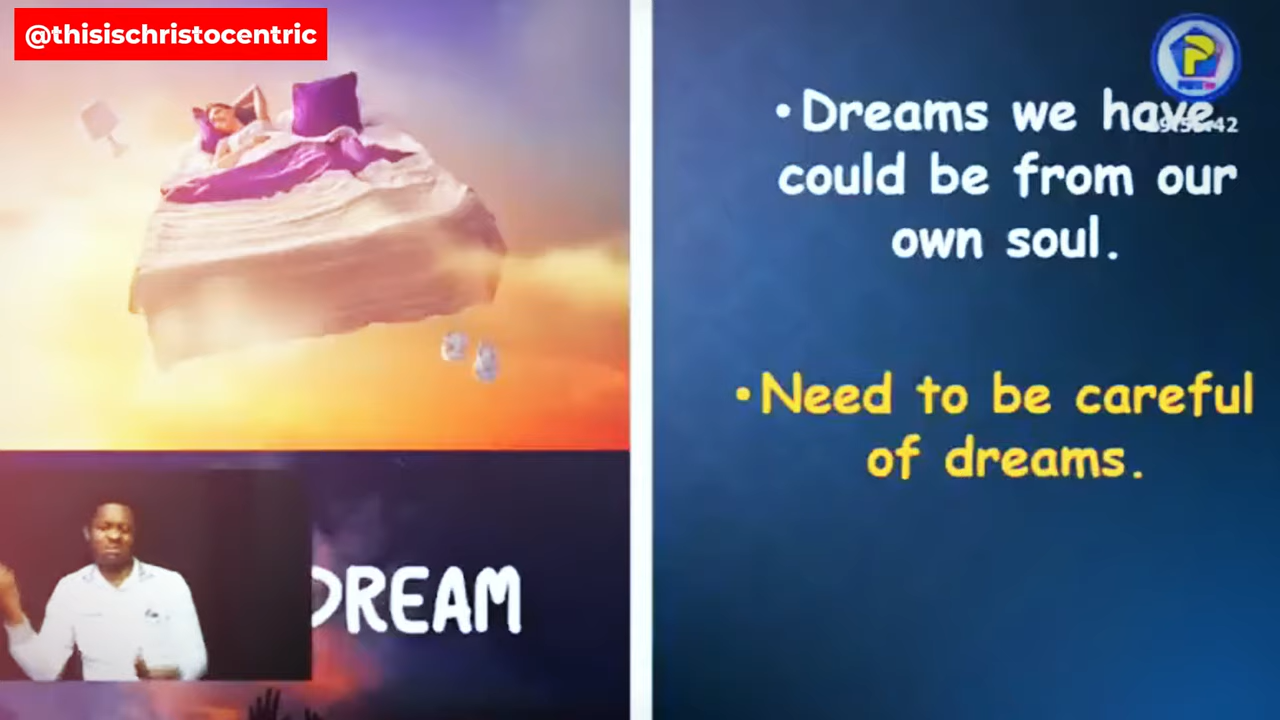 @thisischristocentric
•Dreams we have
could be from our
own soul.
•Need to be careful
of dreams.
DREAM
P